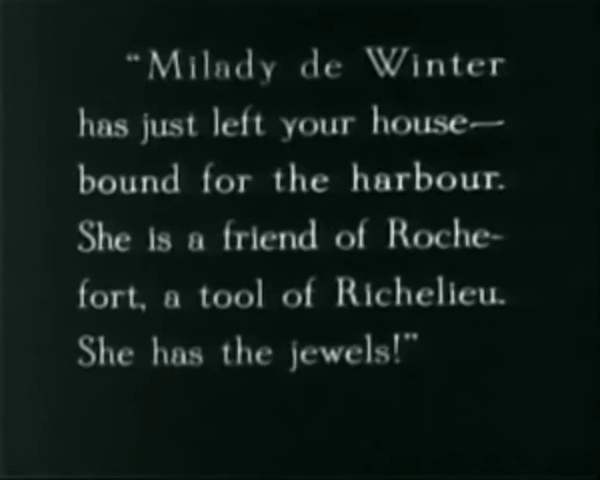 “Milady de Winter
has just left your house—
bound for the harbour.
She is a friend of Roche-
fort, a tool of Richelieu.
She has the jewels!”